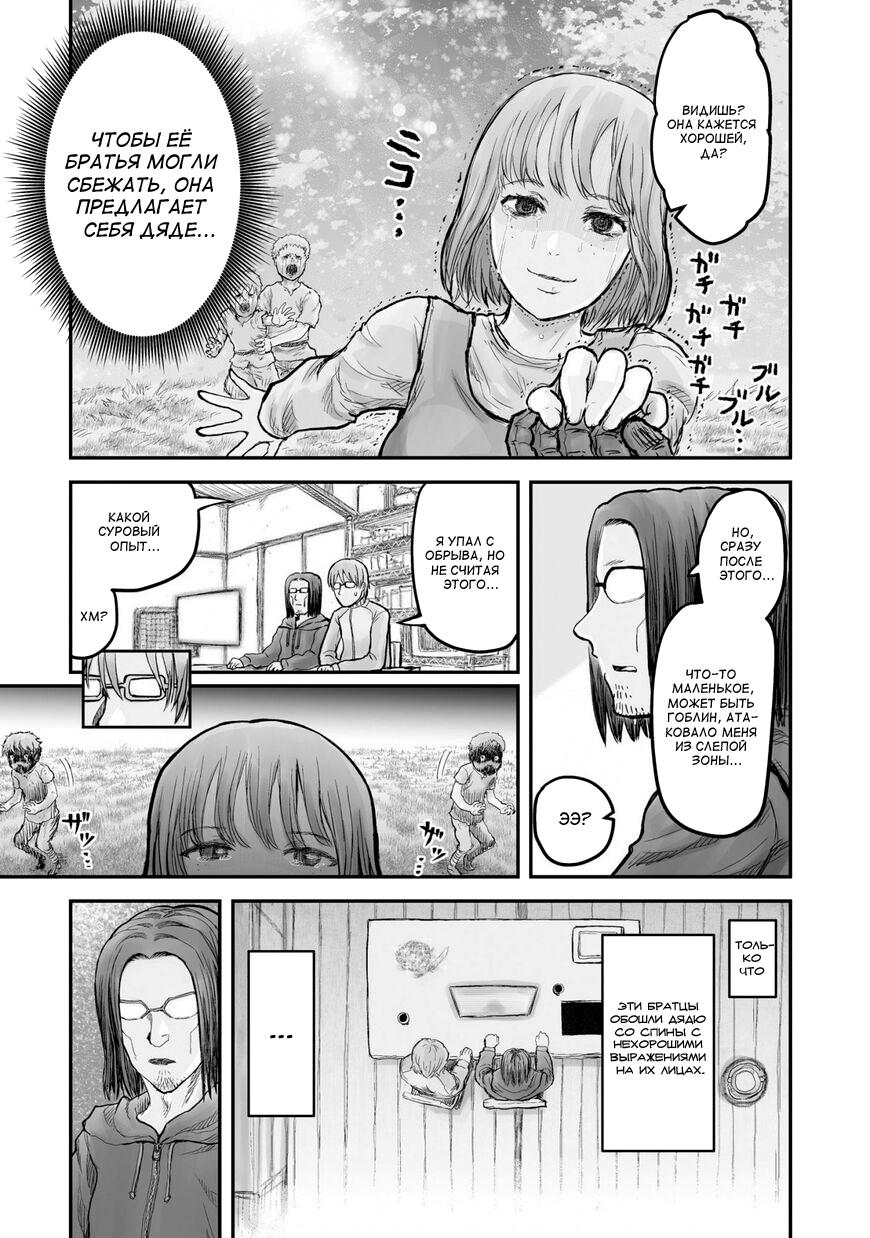 ВИДИШЬ?
ОНА КАЖЕТСЯ
ХОРОШЕЙ,
ДА?
ЧТОБЫ ЕЁ
БРАТЬЯ МОГЛИ
СБЕЖАТЬ, ОНА
ПРЕДЛАГАЕТ
СЕБЯ ДЯДЕ...
ニコ...
ガチ
ガチ
ガチ
ガチ
ブル
ブル...
НО,
СРАЗУ
ПОСЛЕ
ЭТОГО...
ЧТО-ТО
МАЛЕНЬКОЕ,
МОЖЕТ БЫТЬ
ГОБЛИН, АТА-
КОВАЛО МЕНЯ
ИЗ СЛЕПОЙ
ЗОНЫ...
ЭЭ?
Я УПАЛ С
ОБРЫВА, НО
НЕ СЧИТАЯ
ЭТОГО...
КАКОЙ
СУРОВЫЙ
ОПЫТ...
ХМ?
ザッ...
ザッ...
ТОЛЬ-
КО
ЧТО
ЭТИ БРАТЦЫ
ОБОШЛИ ДЯДЮ
СО СПИНЫ С
НЕХОРОШИМИ
ВЫРАЖЕНИЯМИ
НА ИХ ЛИЦАХ.
...